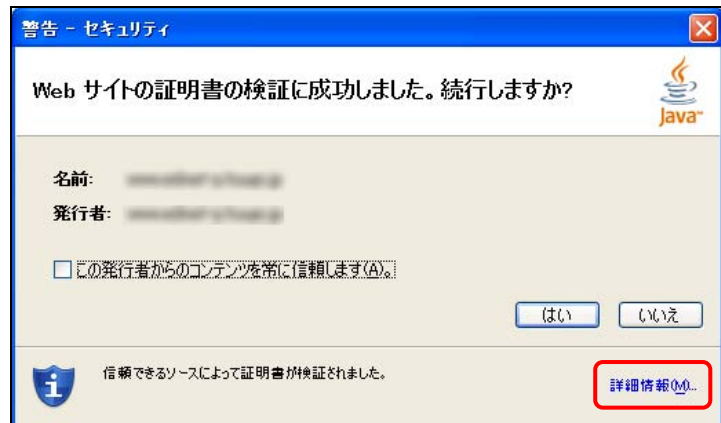 警告 - セキュリティ
Web サイトの証明書の検証に成功しました。続行しますか?
Java™
名前:
発行者:
この発行者からのコンテンツを常に信頼します(A)。
はい
いいえ
信頼できるソースによって証明書が検証されました。
詳細情報(M)...